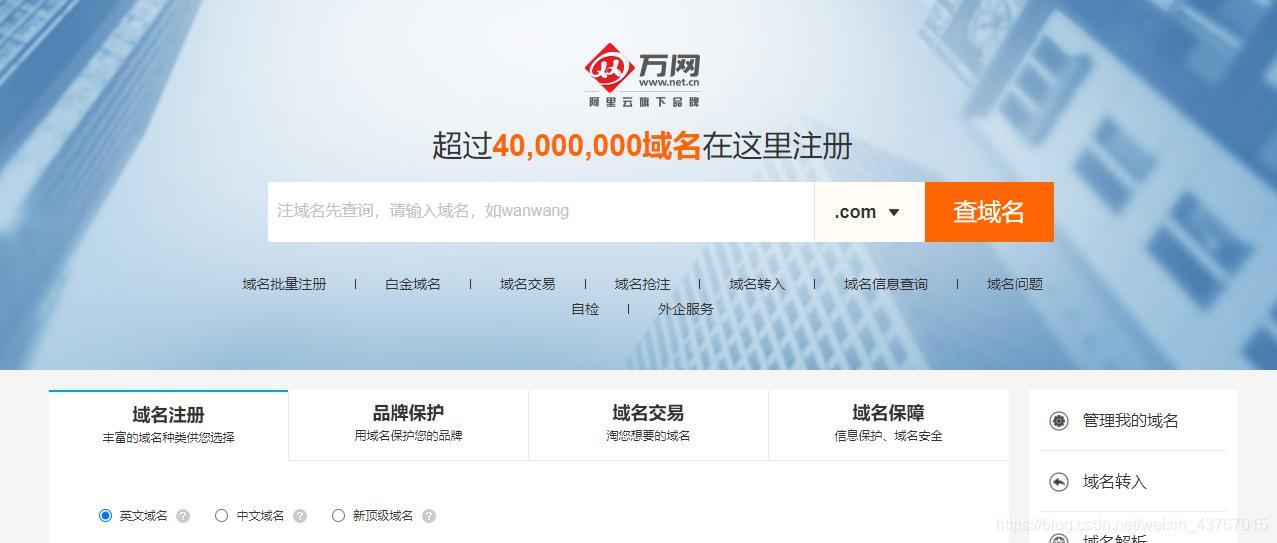 万网
www.net.cn
阿里云旗下品牌
超过40,000,000域名在这里注册
注域名先查询，请输入域名，如wanwang .com 查域名
域名批量注册 | 白金域名 | 域名交易 | 域名抢注 | 域名转入 | 域名信息查询 | 域名问题
自检 | 外企服务
域名注册 品牌保护 域名交易 域名保障
丰富的域名种类供您选择 用域名保护您的品牌 淘您想要的域名 信息保护、域名安全
管理我的域名
域名转入
英文域名 ? 中文域名 ? 新顶级域名 ?
https://blog.csdn.net/weixin_43767015
域名解析